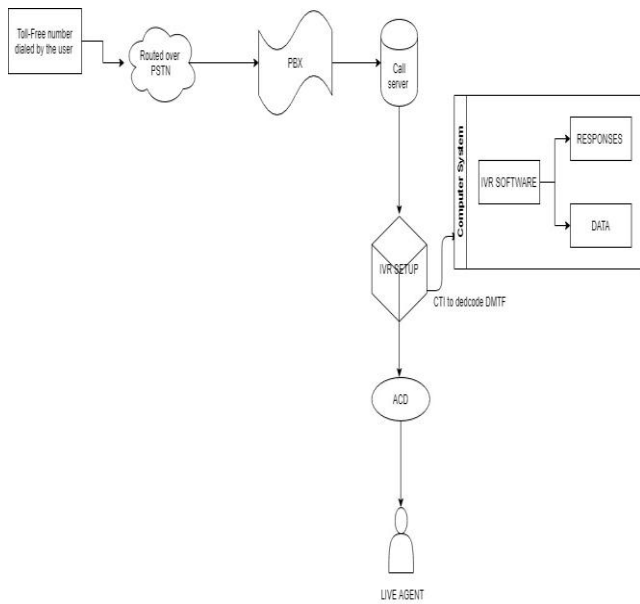 Toll-Free number
dialed by the user
Routed over
PSTN
PBX
Call
server
Computer System
IVR SOFTWARE
RESPONSES
DATA
IVR SETUP
CTI to dedcode DMTF
ACD
LIVE AGENT